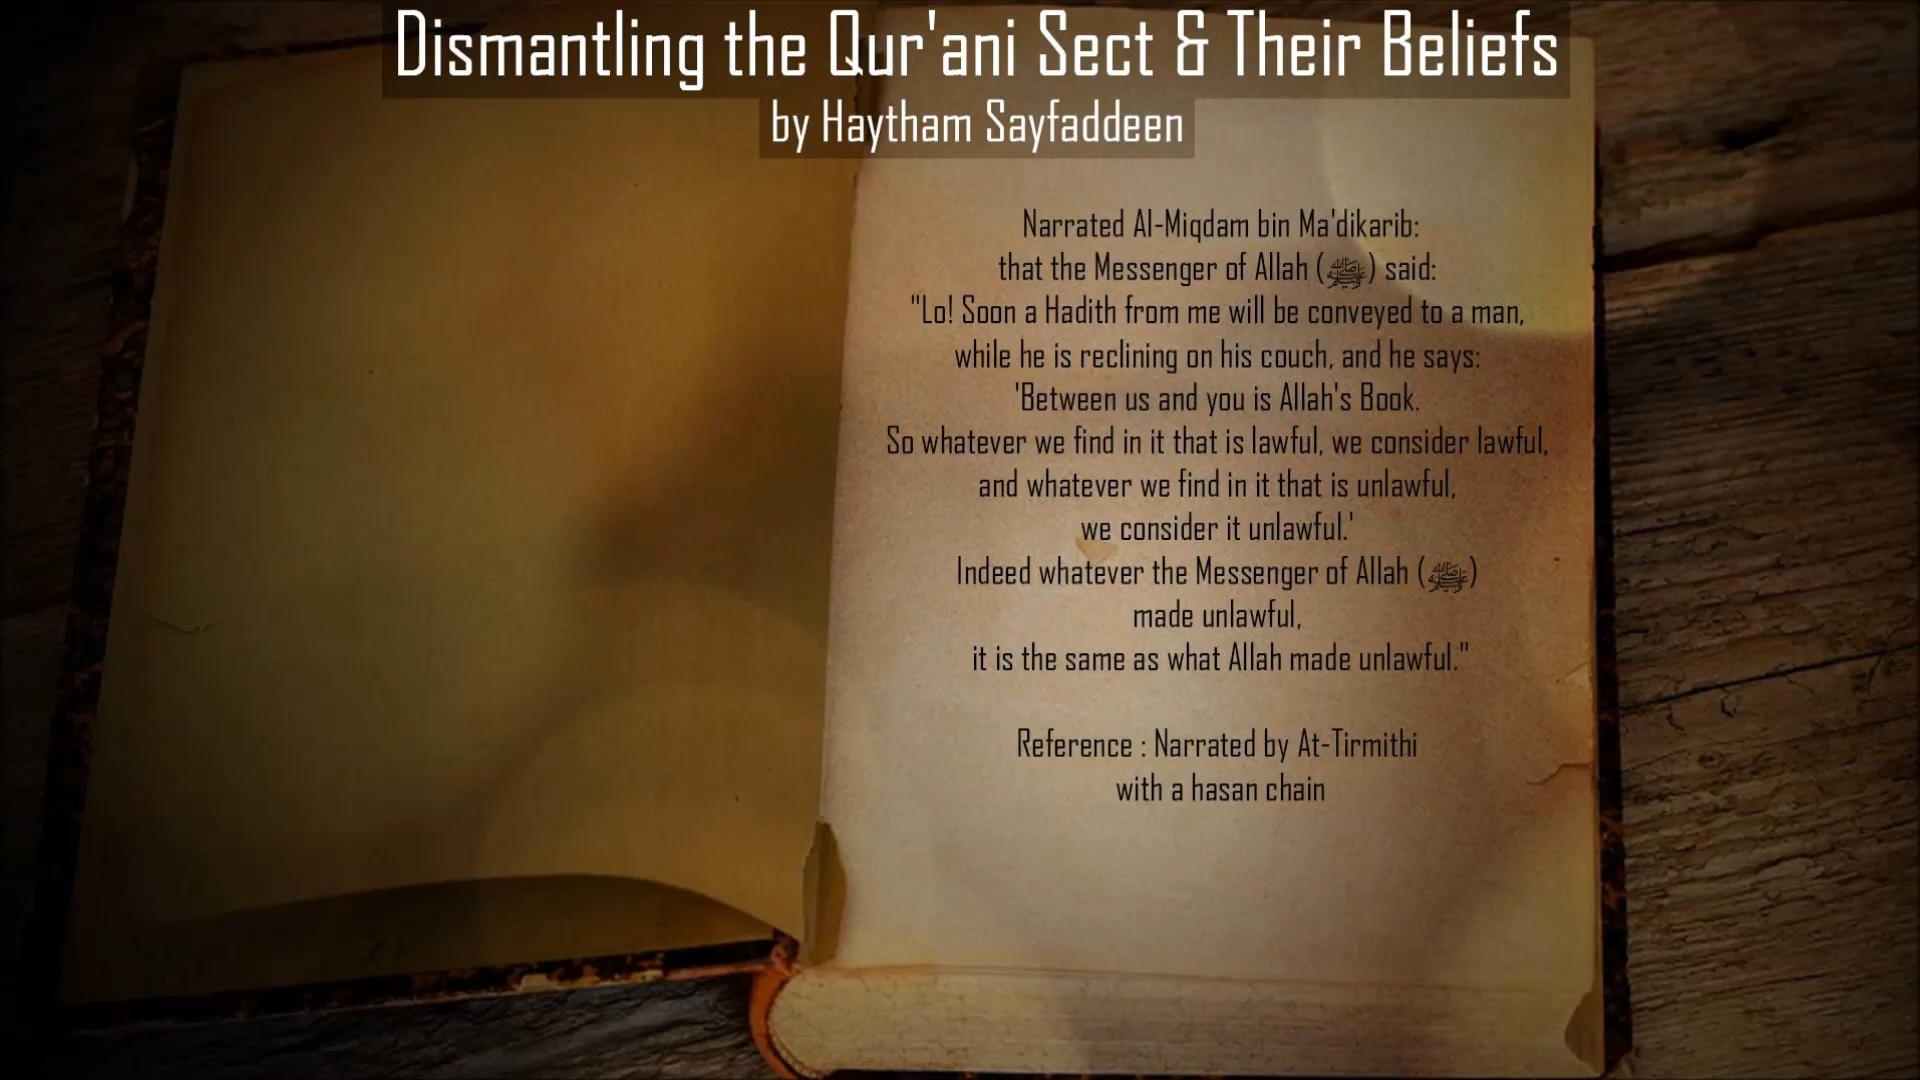 Dismantling the Qur'ani Sect & Their Beliefs
by Haytham Sayfaddeen
Narrated Al-Miqdam bin Ma'dikarib:
that the Messenger of Allah (ﷺ) said:
"Lo! Soon a Hadith from me will be conveyed to a man,
while he is reclining on his couch, and he says:
'Between us and you is Allah's Book.
So whatever we find in it that is lawful, we consider lawful,
and whatever we find in it that is unlawful,
we consider it unlawful.'
Indeed whatever the Messenger of Allah (ﷺ)
made unlawful,
it is the same as what Allah made unlawful."
Reference : Narrated by At-Tirmithi
with a hasan chain